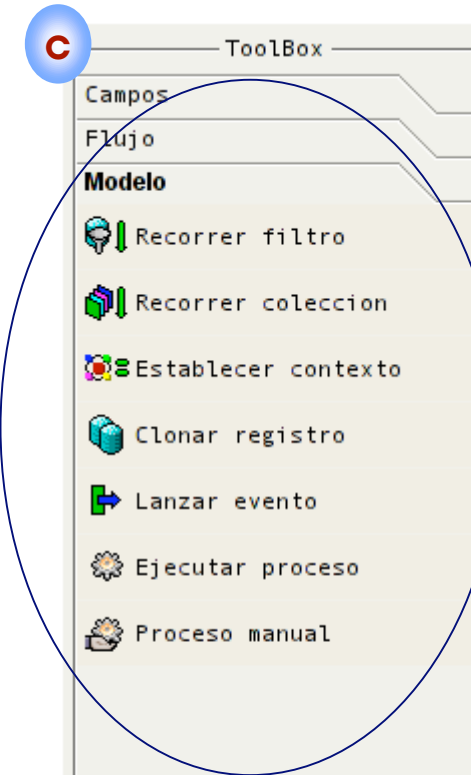 C
ToolBox
Campos
Flujo
Modelo
Recorrer filtro
Recorrer coleccion
Establecer contexto
Clonar registro
Lanzar evento
Ejecutar proceso
Proceso manual